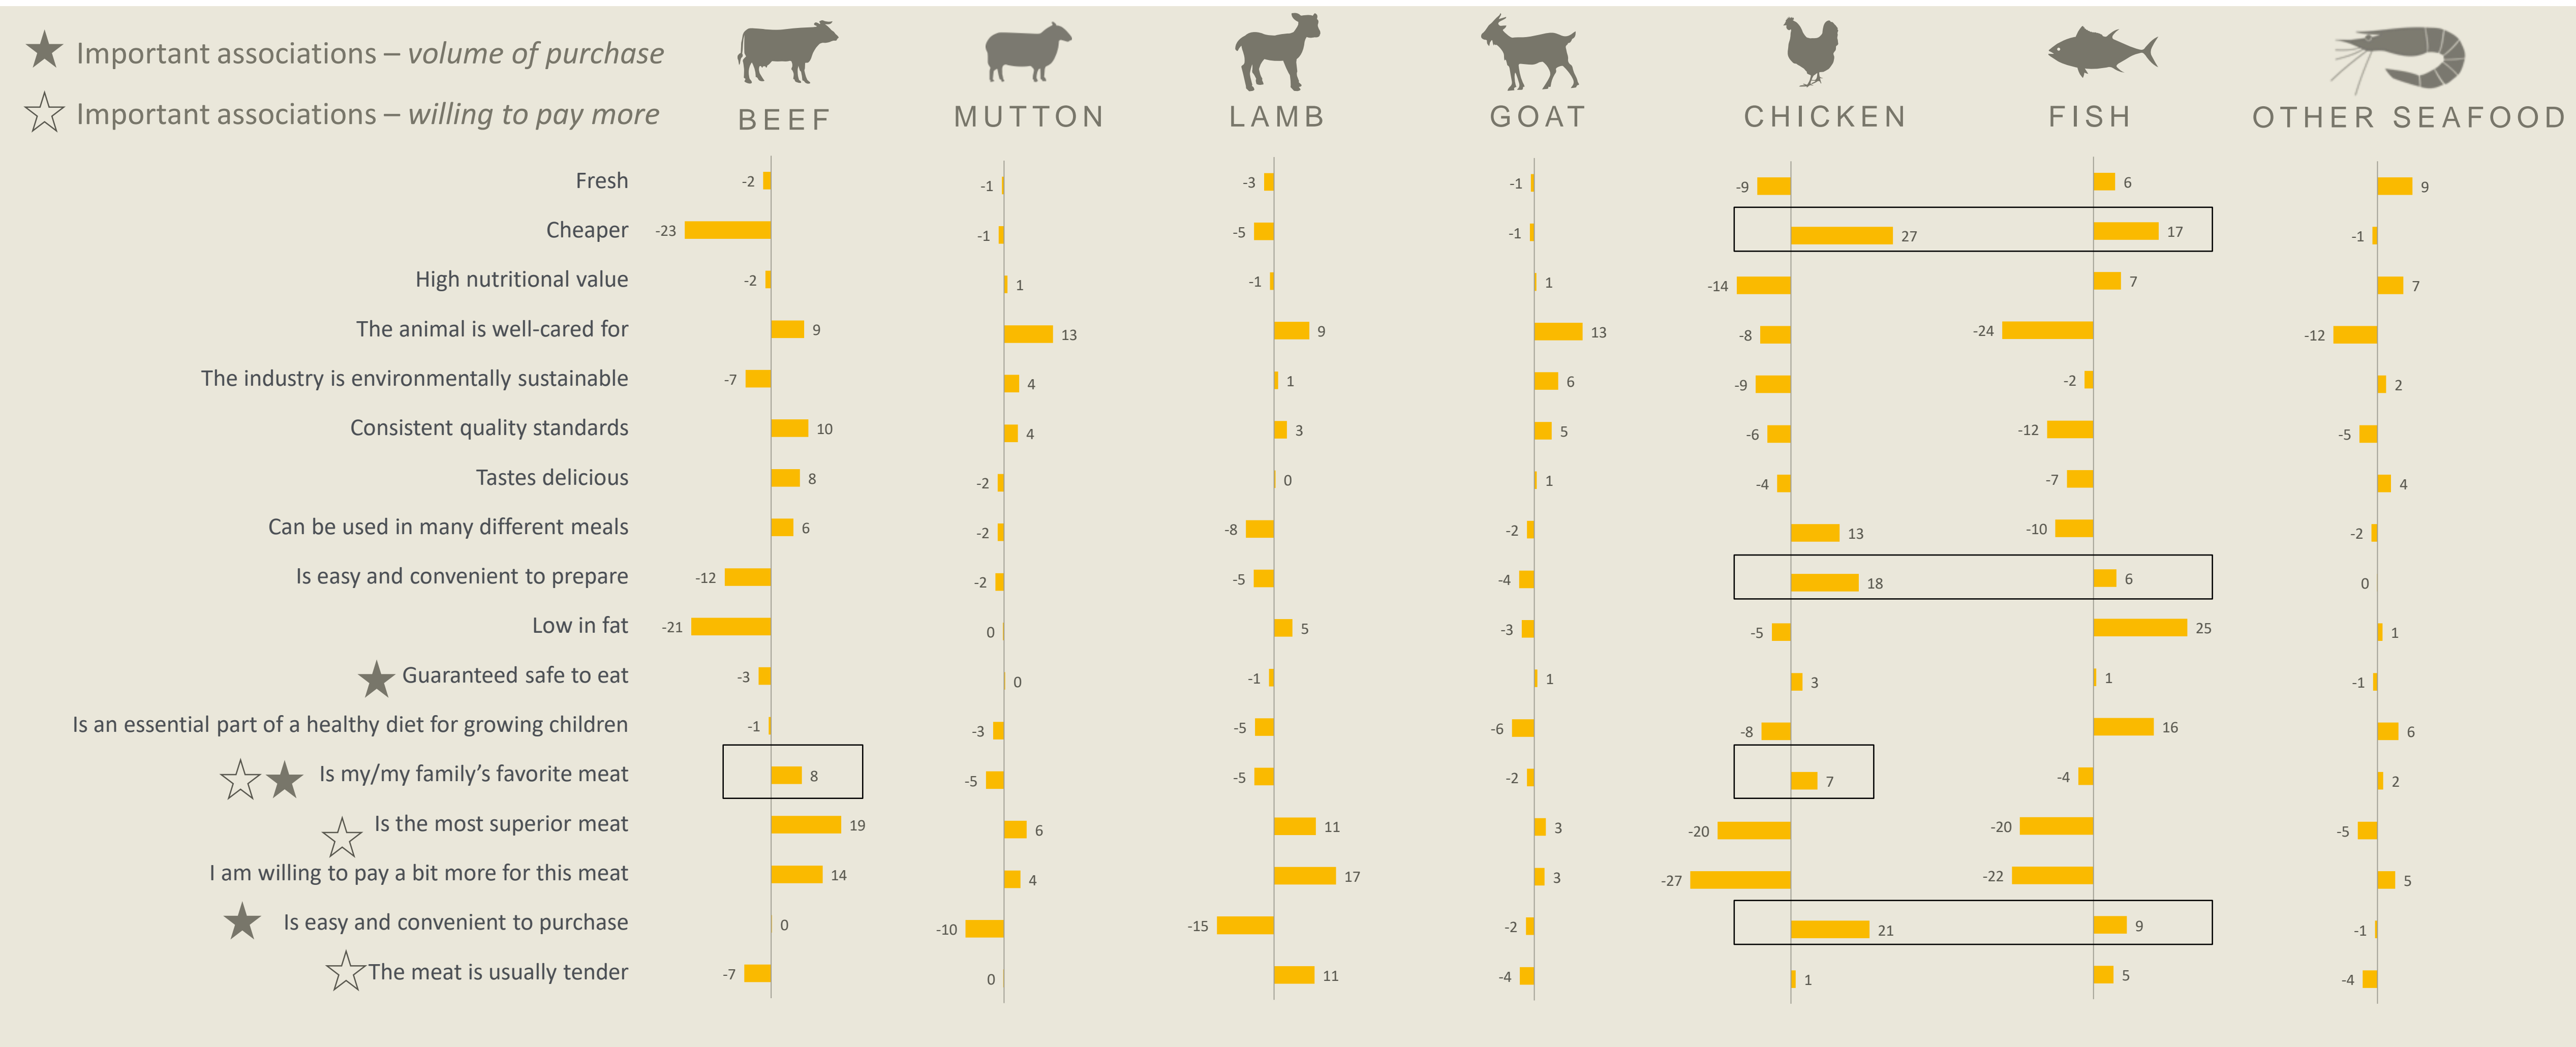 ★ Important associations – volume of purchase
☆ Important associations – willing to pay more
BEEF MUTTON LAMB GOAT CHICKEN FISH OTHER SEAFOOD
Fresh -2 -1 -3 -1 -9 6 9
Cheaper -23 -1 -5 -1 27 17 -1
High nutritional value -2 1 -1 1 -14 7 7
The animal is well-cared for 9 13 9 13 -8 -24 -12
The industry is environmentally sustainable -7 4 1 6 -9 -2 2
Consistent quality standards 10 4 3 5 -6 -12 -5
Tastes delicious 8 -2 0 1 -4 -7 4
Can be used in many different meals 6 -2 -8 -2 13 -10 -2
Is easy and convenient to prepare -12 -2 -5 -4 18 6 0
Low in fat -21 0 5 -3 -5 25 1
★ Guaranteed safe to eat -3 0 -1 1 3 1 -1
Is an essential part of a healthy diet for growing children -1 -3 -5 -6 -8 16 6
☆ ★ Is my/my family's favorite meat 8 -5 -5 -2 7 -4 2
☆ Is the most superior meat 19 6 11 3 -20 -20 -5
I am willing to pay a bit more for this meat 14 4 17 3 -27 -22 5
★ Is easy and convenient to purchase 0 -10 -15 -2 21 9 -1
☆ The meat is usually tender -7 0 11 -4 1 5 -4